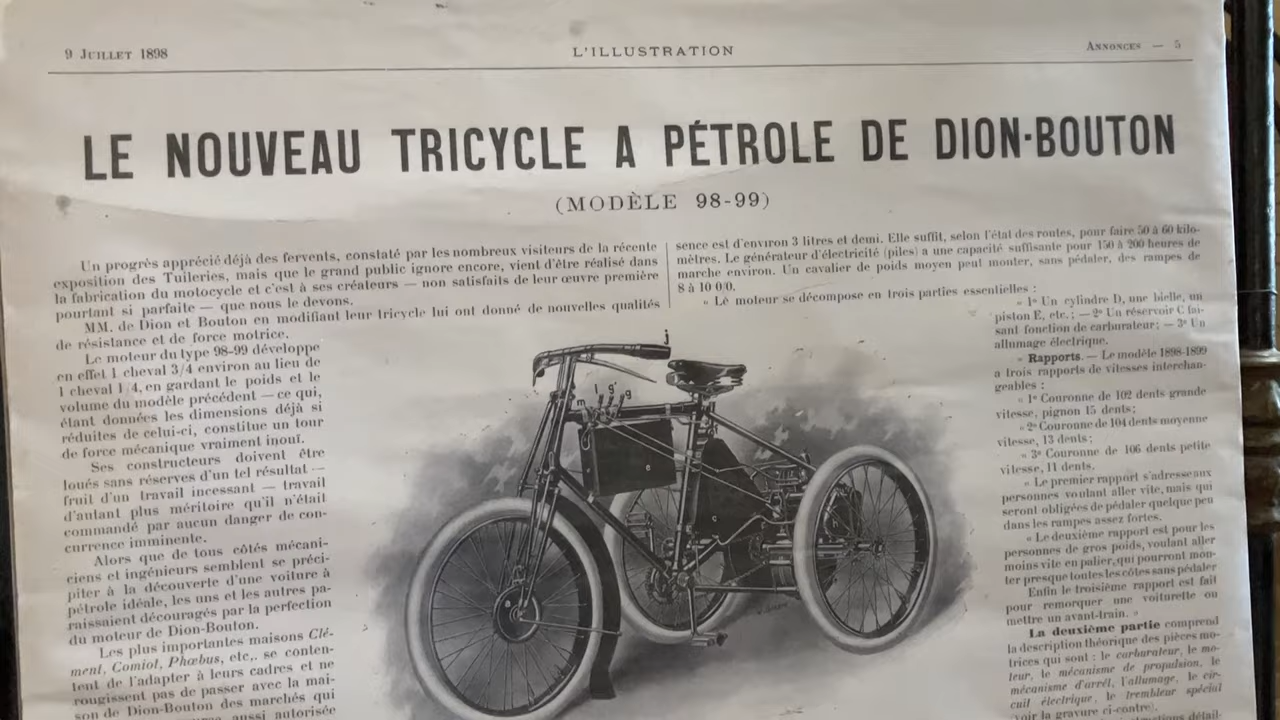 9 Juillet 1898
L'ILLUSTRATION
Annonces — 5
LE NOUVEAU TRICYCLE A PÉTROLE DE DION-BOUTON
(MODÈLE 98-99)
Un progrès apprécié déjà des fervents, constaté par les nombreux visiteurs de la récente
exposition des Tuileries, mais que le grand public ignore encore, vient d'être réalisé dans
la fabrication du motocycle et c'est à ses créateurs — non satisfaits de leur œuvre première
pourtant si parfaite — que nous le devons.
MM. de Dion et Bouton en modifiant leur tricycle lui ont donné de nouvelles qualités
de résistance et de force motrice.
Le moteur du type 98-99 développe
en effet 1 cheval 3/4 environ au lieu de
1 cheval 1/4, en gardant le poids et le
volume du modèle précédent — ce qui,
étant données les dimensions déjà si
réduites de celui-ci, constitue un tour
de force mécanique vraiment inouï.
Ses constructeurs doivent être
loués sans réserves d'un tel résultat —
fruit d'un travail incessant — travail
d'autant plus méritoire qu'il n'était
commandé par aucun danger de con-
currence imminente.
Alors que de tous côtés mécani-
ciens et ingénieurs semblent se préci-
piter à la découverte d'une voiture à
pétrole idéale, les uns et les autres pa-
raissaient découragés par la perfection
du moteur de Dion-Bouton.
Les plus importantes maisons Clé-
ment, Comiot, Phœbus, etc., se conten-
tent de l'adapter à leurs cadres et ne
rougissent pas de passer avec la mai-
son de Dion-Bouton des marchés qui
aussi autorisée
sence est d'environ 3 litres et demi. Elle suffit, selon l'état des routes, pour faire 50 à 60 kilo-
mètres. Le générateur d'électricité (piles) a une capacité suffisante pour 150 à 200 heures de
marche environ. Un cavalier de poids moyen peut monter, sans pédaler, des rampes de
8 à 10 0/0.
« Le moteur se décompose en trois parties essentielles :
« 1° Un cylindre D, une bielle, un
piston E, etc.; — 2° Un réservoir C fai-
sant fonction de carburateur; — 3° Un
allumage électrique.
« Rapports. — Le modèle 1898-1899
a trois rapports de vitesses interchan-
geables :
« 1° Couronne de 102 dents grande
vitesse, pignon 15 dents;
« 2° Couronne de 104 dents moyenne
vitesse, 13 dents;
« 3° Couronne de 106 dents petite
vitesse, 11 dents.
« Le premier rapport s'adresse aux
personnes voulant aller vite, mais qui
seront obligées de pédaler quelque peu
dans les rampes assez fortes.
« Le deuxième rapport est pour les
personnes de gros poids, voulant aller
moins vite en palier, qui pourront mon-
ter presque toutes les côtes sans pédaler
Enfin le troisième rapport est fait
pour remorquer une voiturette ou
mettre un avant-train. »
La deuxième partie comprend
la description théorique des pièces mo-
trices qui sont : le carburateur, le mo-
teur, le mécanisme de propulsion, le
mécanisme d'arrêt, l'allumage, le cir-
cuit électrique, le trembleur spécial
(voir la gravure ci-contre).
j
l g' g
m
c
c